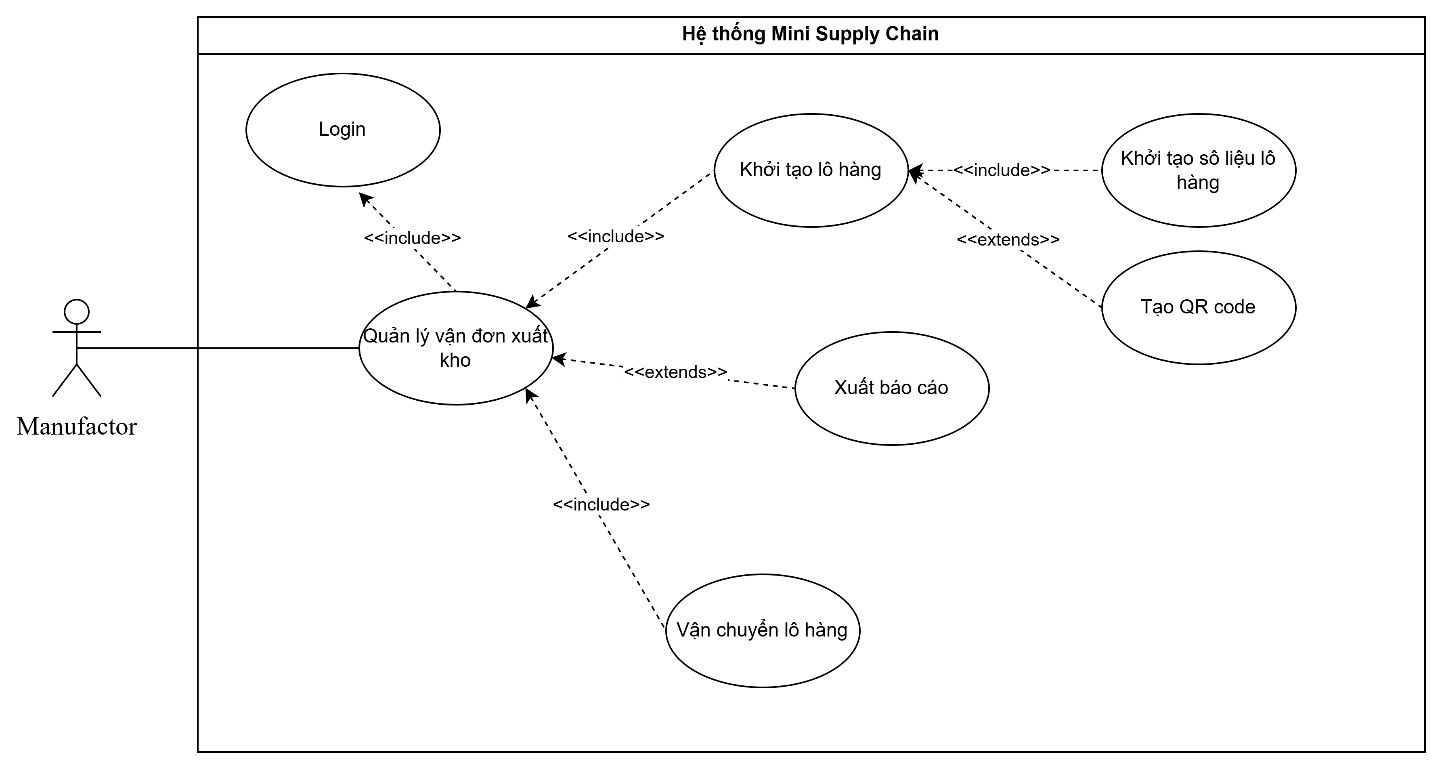 Hệ thống Mini Supply Chain
Login
Khởi tạo lô hàng
<<include>>
Khởi tạo sô liệu lô
hàng
<<include>>
<<include>>
<<extends>>
Tạo QR code
Quản lý vận đơn xuất
kho
<<extends>>
Xuất báo cáo
Manufactor
<<include>>
Vận chuyển lô hàng